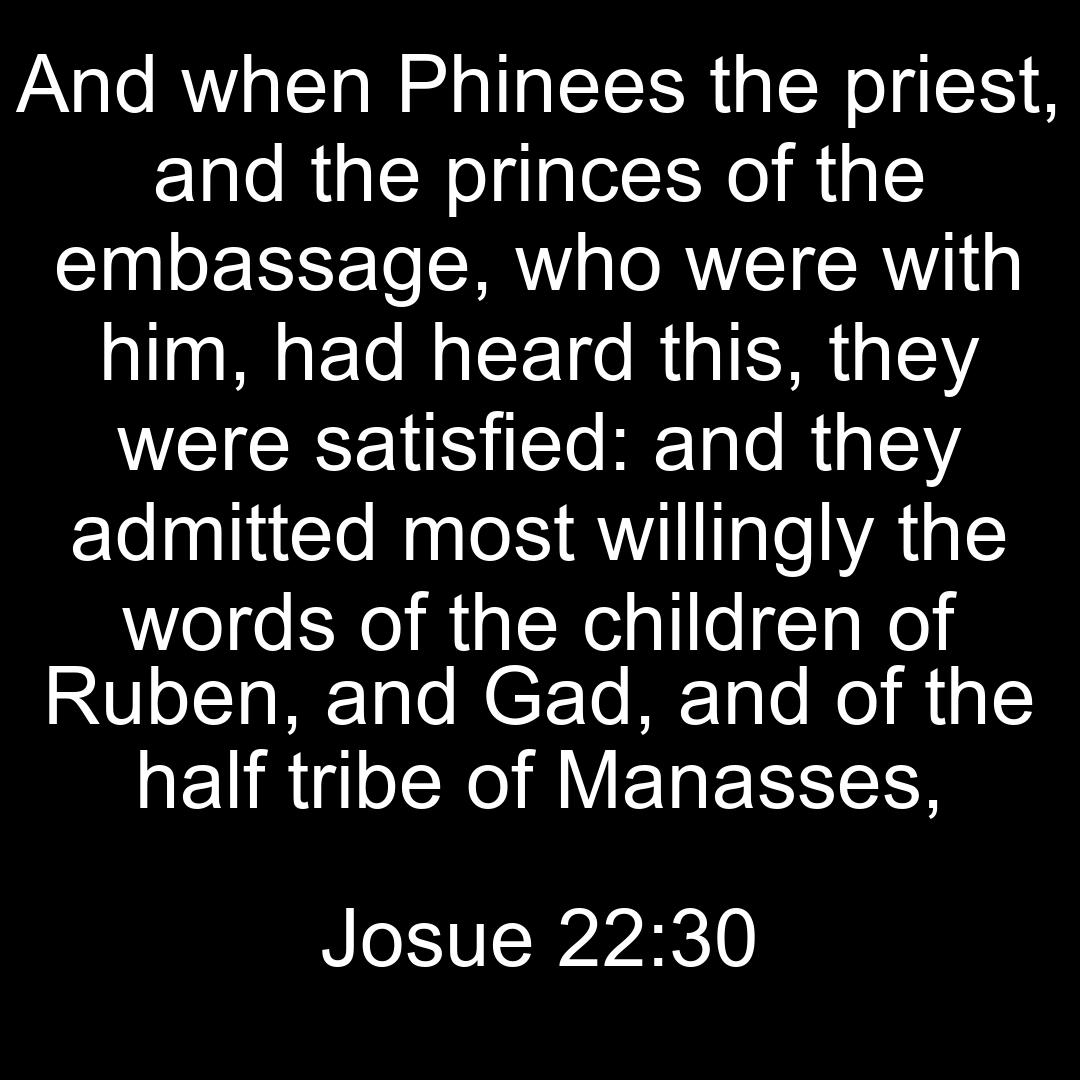 And when Phinees the priest,
and the princes of the
embassage, who were with
him, had heard this, they
were satisfied: and they
admitted most willingly the
words of the children of
Ruben, and Gad, and of the
half tribe of Manasses,
Josue 22:30